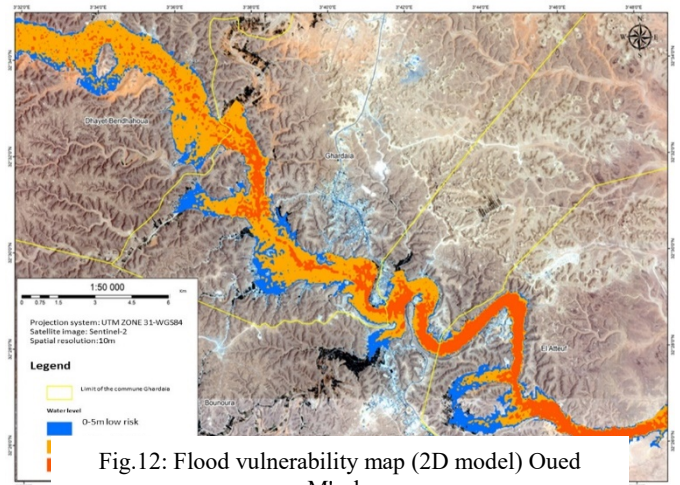 N
W E
S
Dhayet-Bendhahoua
Ghardaia
El Atteuf
Bounoura
1:50 000
Km
0 0.75 1.5 3 4.5 6
Projection system: UTM ZONE 31-WGS84
Satellite image: Sentinel-2
Spatial resolution:10m
Legend
Limit of the commune Ghardaia
Water level
0-5m low risk
Fig.12: Flood vulnerability map (2D model) Oued